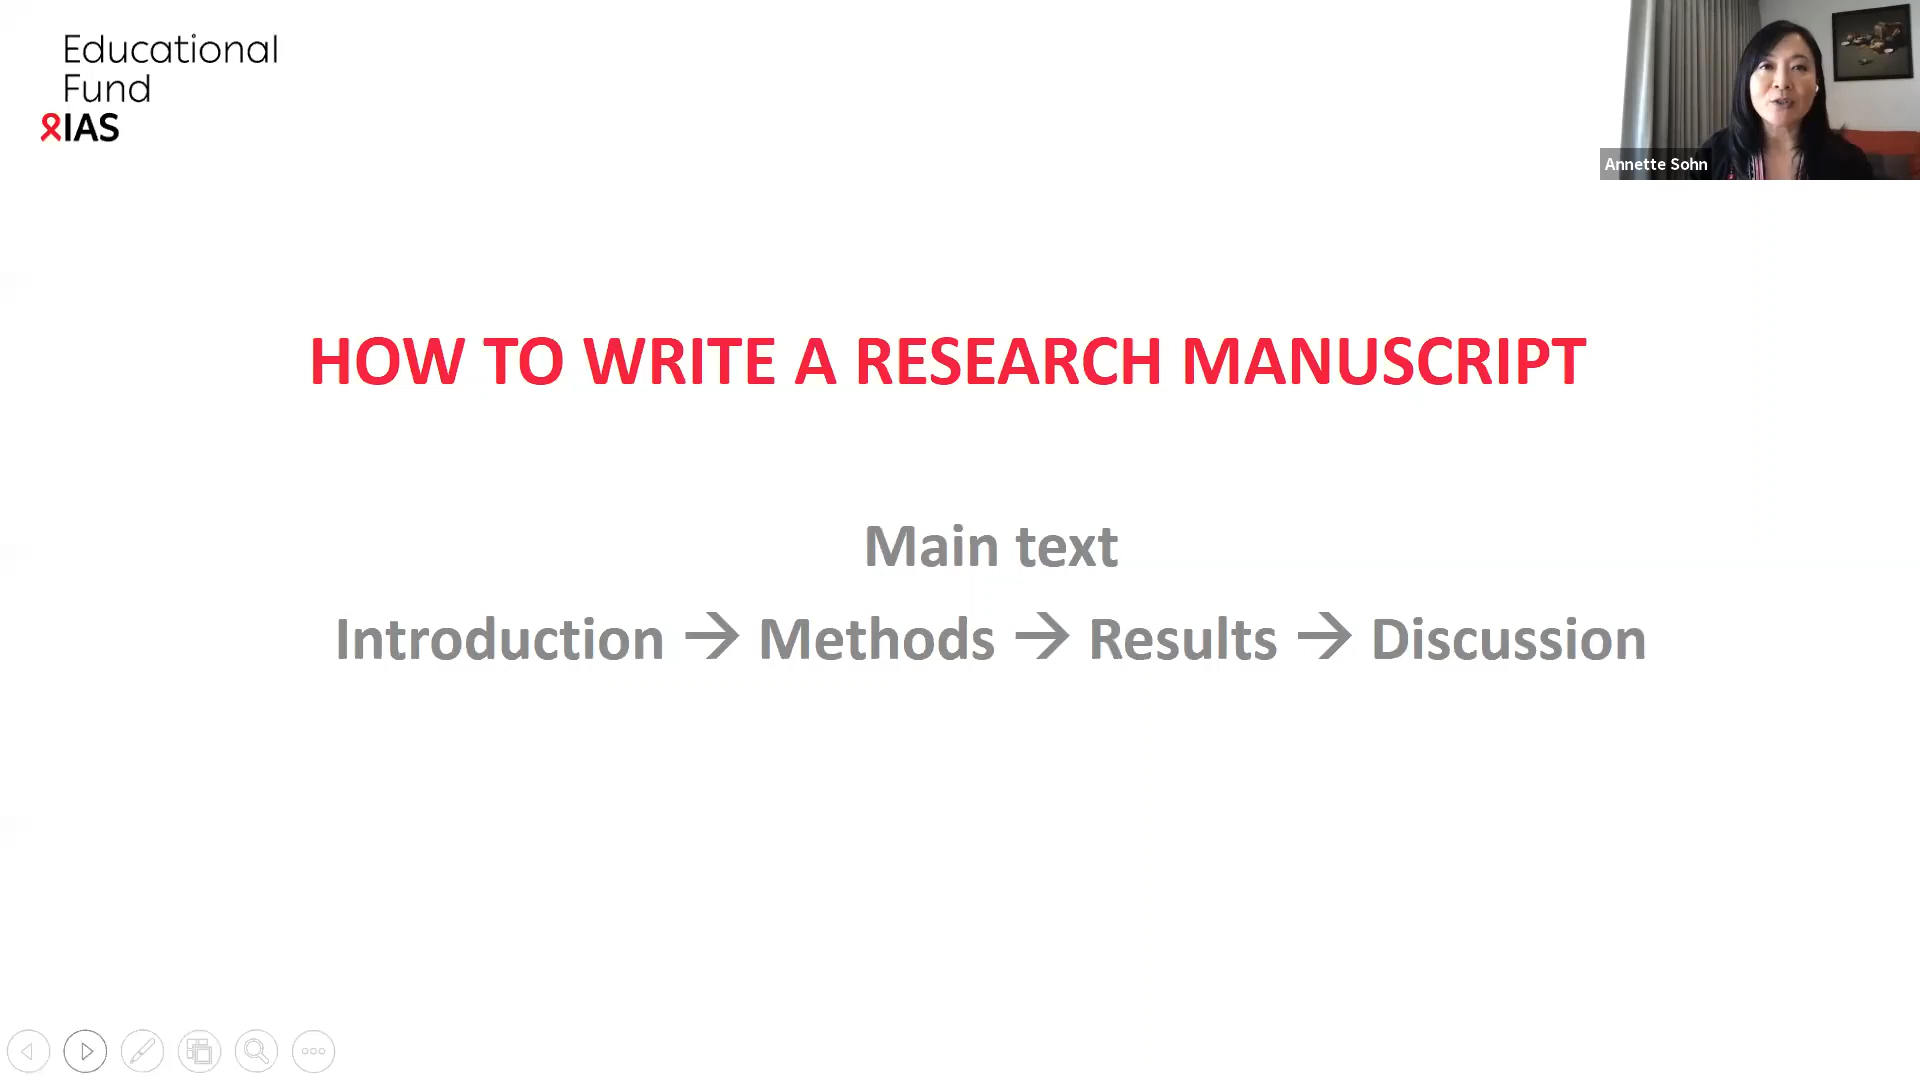 Educational
Fund
IAS
Annette Sohn
HOW TO WRITE A RESEARCH MANUSCRIPT
Main text
Introduction → Methods → Results → Discussion